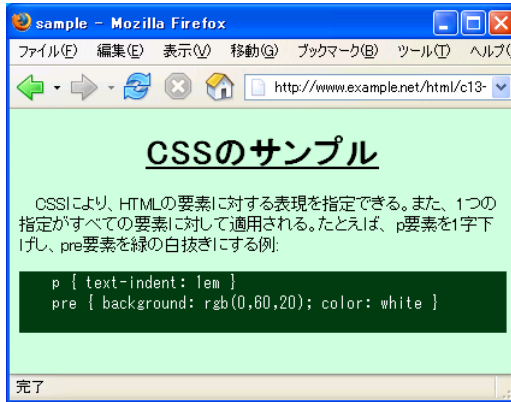 sample - Mozilla Firefox
ファイル(F) 編集(E) 表示(V) 移動(G) ブックマーク(B) ツール(T) ヘルプ(
http://www.example.net/html/c13-
CSSのサンプル
CSSにより、HTMLの要素に対する表現を指定できる。また、1つの
指定がすべての要素に対して適用される。たとえば、p要素を1字下
げし、pre要素を緑の白抜きにする例:
p { text-indent: 1em }
pre { background: rgb(0,60,20); color: white }
完了